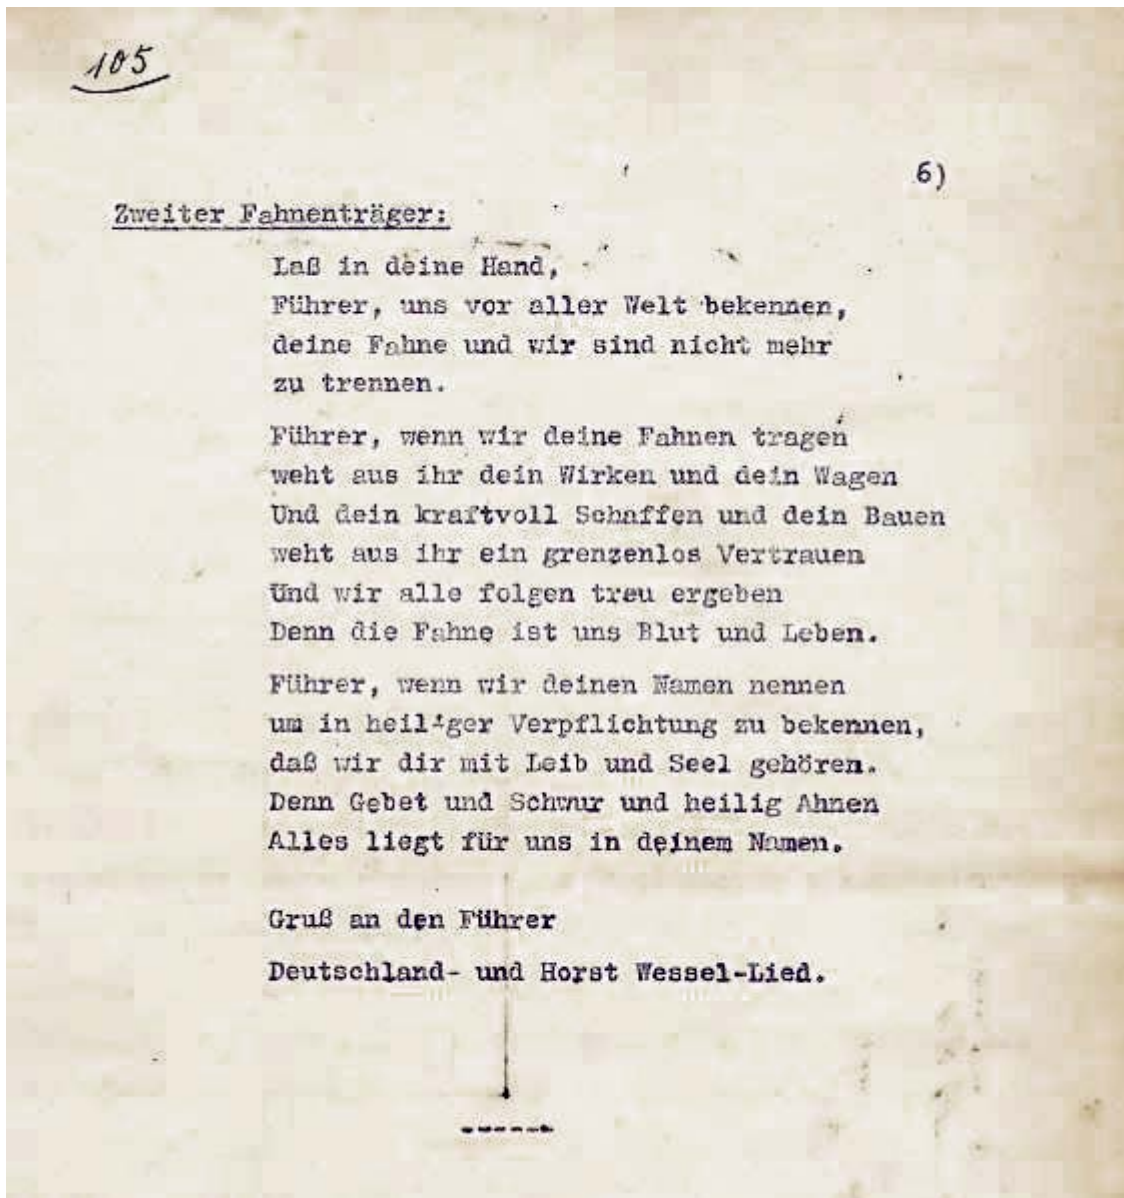 105
6)
Zweiter Fahnenträger:
Laß in deine Hand,
Führer, uns vor aller Welt bekennen,
deine Fahne und wir sind nicht mehr
zu trennen.
Führer, wenn wir deine Fahnen tragen
weht aus ihr dein Wirken und dein Wagen
Und dein kraftvoll Schaffen und dein Bauen
weht aus ihr ein grenzenlos Vertrauen
Und wir alle folgen treu ergeben
Denn die Fahne ist uns Blut und Leben.
Führer, wenn wir deinen Namen nennen
um in heiliger Verpflichtung zu bekennen,
daß wir dir mit Leib und Seel gehören.
Denn Gebet und Schwur und heilig Ahnen
Alles liegt für uns in deinem Namen.
Gruß an den Führer
Deutschland- und Horst Wessel-Lied.